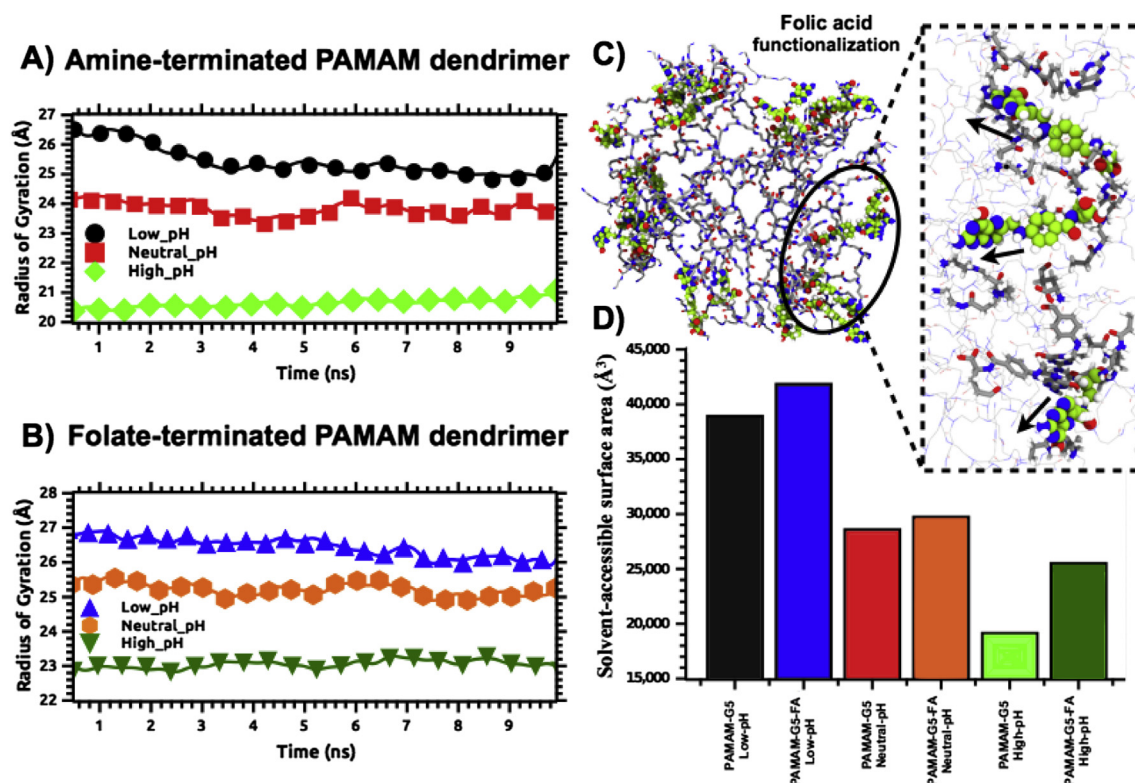 A) Amine-terminated PAMAM dendrimer
27
26
25
24
23
22
21
20
Radius of Gyration (Å)
Low_pH
Neutral_pH
High_pH
1 2 3 4 5 6 7 8 9
Time (ns)
B) Folate-terminated PAMAM dendrimer
28
27
26
25
24
23
22
Radius of Gyration (Å)
Low_pH
Neutral_pH
High_pH
1 2 3 4 5 6 7 8 9
Time (ns)
C)
Folic acid
functionalization
D)
45,000
40,000
35,000
30,000
25,000
20,000
15,000
Solvent-accessible surface area (Å³)
PAMAM-G5
Low-pH
PAMAM-G5-FA
Low-pH
PAMAM-G5
Neutral-pH
PAMAM-G5-FA
Neutral-pH
PAMAM-G5
High-pH
PAMAM-G5-FA
High-pH